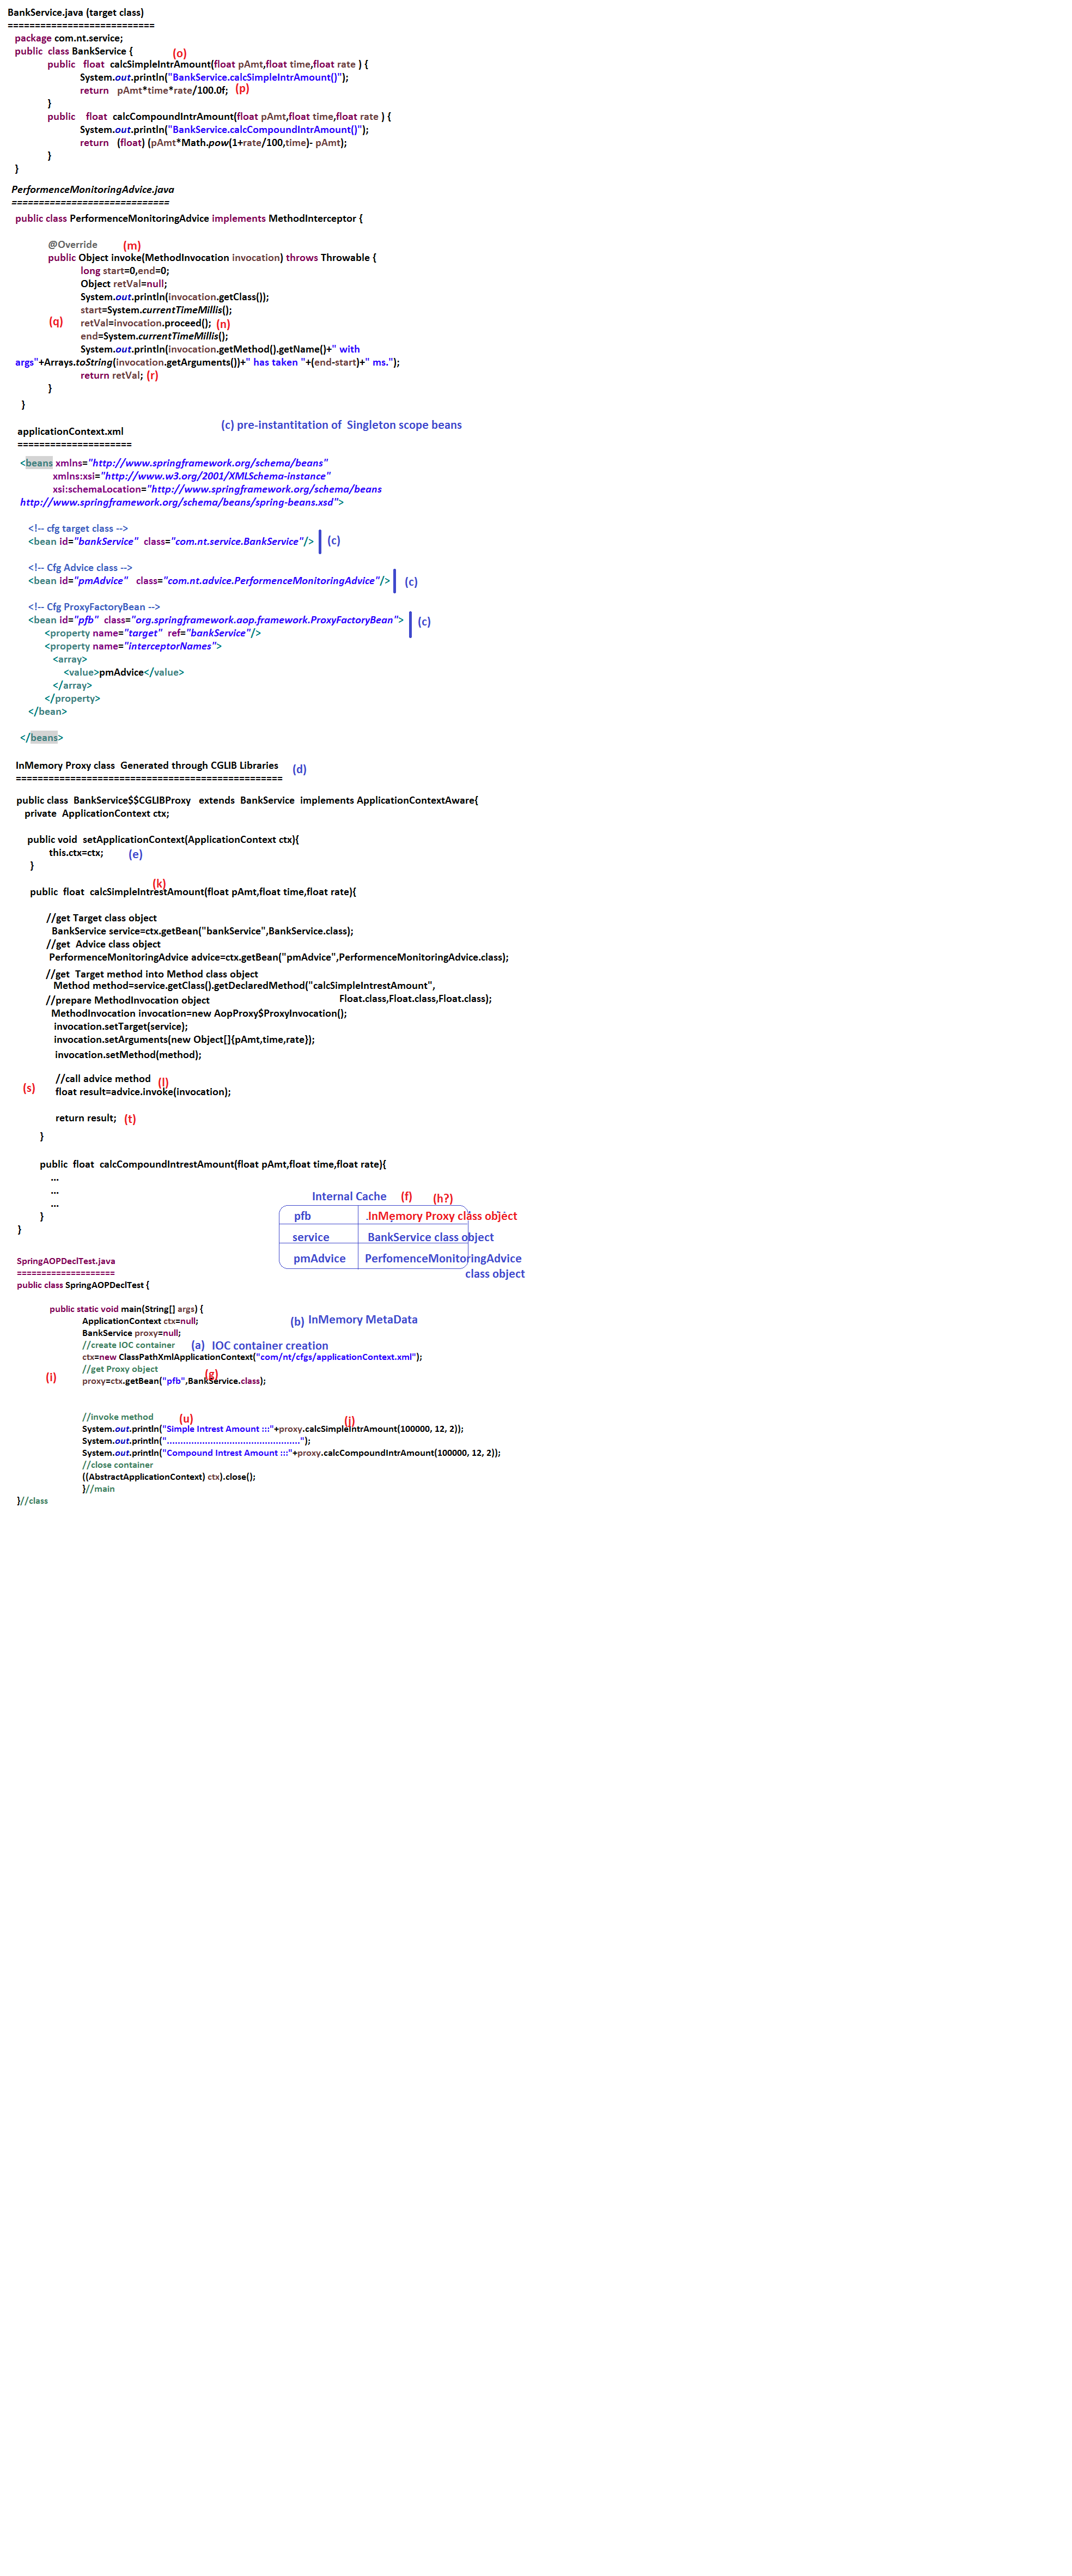 BankService.java (target class)
===========================
package com.nt.service;
public class BankService {
(o)
public float calcSimpleIntrAmount(float pAmt,float time,float rate ) {
System.out.println("BankService.calcSimpleIntrAmount()");
return pAmt*time*rate/100.0f; (p)
}
public float calcCompoundIntrAmount(float pAmt,float time,float rate ) {
System.out.println("BankService.calcCompoundIntrAmount()");
return (float) (pAmt*Math.pow(1+rate/100,time)- pAmt);
}
}
PerformenceMonitoringAdvice.java
=============================
public class PerformenceMonitoringAdvice implements MethodInterceptor {
@Override (m)
public Object invoke(MethodInvocation invocation) throws Throwable {
long start=0,end=0;
Object retVal=null;
System.out.println(invocation.getClass());
start=System.currentTimeMillis();
(q) retVal=invocation.proceed(); (n)
end=System.currentTimeMillis();
System.out.println(invocation.getMethod().getName()+" with
args"+Arrays.toString(invocation.getArguments())+" has taken "+(end-start)+" ms.");
return retVal; (r)
}
}
(c) pre-instantitation of Singleton scope beans
applicationContext.xml
=====================
<beans xmlns="http://www.springframework.org/schema/beans"
xmlns:xsi="http://www.w3.org/2001/XMLSchema-instance"
xsi:schemaLocation="http://www.springframework.org/schema/beans
http://www.springframework.org/schema/beans/spring-beans.xsd">
<!-- cfg target class -->
<bean id="bankService" class="com.nt.service.BankService"/> (c)
<!-- Cfg Advice class -->
<bean id="pmAdvice" class="com.nt.advice.PerformenceMonitoringAdvice"/> (c)
<!-- Cfg ProxyFactoryBean -->
<bean id="pfb" class="org.springframework.aop.framework.ProxyFactoryBean"> (c)
<property name="target" ref="bankService"/>
<property name="interceptorNames">
<array>
<value>pmAdvice</value>
</array>
</property>
</bean>
</beans>
InMemory Proxy class Generated through CGLIB Libraries (d)
=================================================
public class BankService$$CGLIBProxy extends BankService implements ApplicationContextAware{
private ApplicationContext ctx;
public void setApplicationContext(ApplicationContext ctx){
this.ctx=ctx; (e)
}
(k)
public float calcSimpleIntrestAmount(float pAmt,float time,float rate){
//get Target class object
BankService service=ctx.getBean("bankService",BankService.class);
//get Advice class object
PerformenceMonitoringAdvice advice=ctx.getBean("pmAdvice",PerformenceMonitoringAdvice.class);
//get Target method into Method class object
Method method=service.getClass().getDeclaredMethod("calcSimpleIntrestAmount",
Float.class,Float.class,Float.class);
//prepare MethodInvocation object
MethodInvocation invocation=new AopProxy$ProxyInvocation();
invocation.setTarget(service);
invocation.setArguments(new Object[]{pAmt,time,rate});
invocation.setMethod(method);
//call advice method (l)
(s) float result=advice.invoke(invocation);
return result; (t)
}
public float calcCompoundIntrestAmount(float pAmt,float time,float rate){
...
...
...
}
}
Internal Cache (f) (h?)
pfb InMemory Proxy class object
service BankService class object
pmAdvice PerfomenceMonitoringAdvice
class object
SpringAOPDeclTest.java
====================
public class SpringAOPDeclTest {
public static void main(String[] args) {
ApplicationContext ctx=null; (b) InMemory MetaData
BankService proxy=null;
//create IOC container (a) IOC container creation
ctx=new ClassPathXmlApplicationContext("com/nt/cfgs/applicationContext.xml");
//get Proxy object (g)
(i) proxy=ctx.getBean("pfb",BankService.class);
//invoke method (u) (j)
System.out.println("Simple Intrest Amount :::"+proxy.calcSimpleIntrAmount(100000, 12, 2));
System.out.println(".................................................");
System.out.println("Compound Intrest Amount :::"+proxy.calcCompoundIntrAmount(100000, 12, 2));
//close container
((AbstractApplicationContext) ctx).close();
}//main
}//class